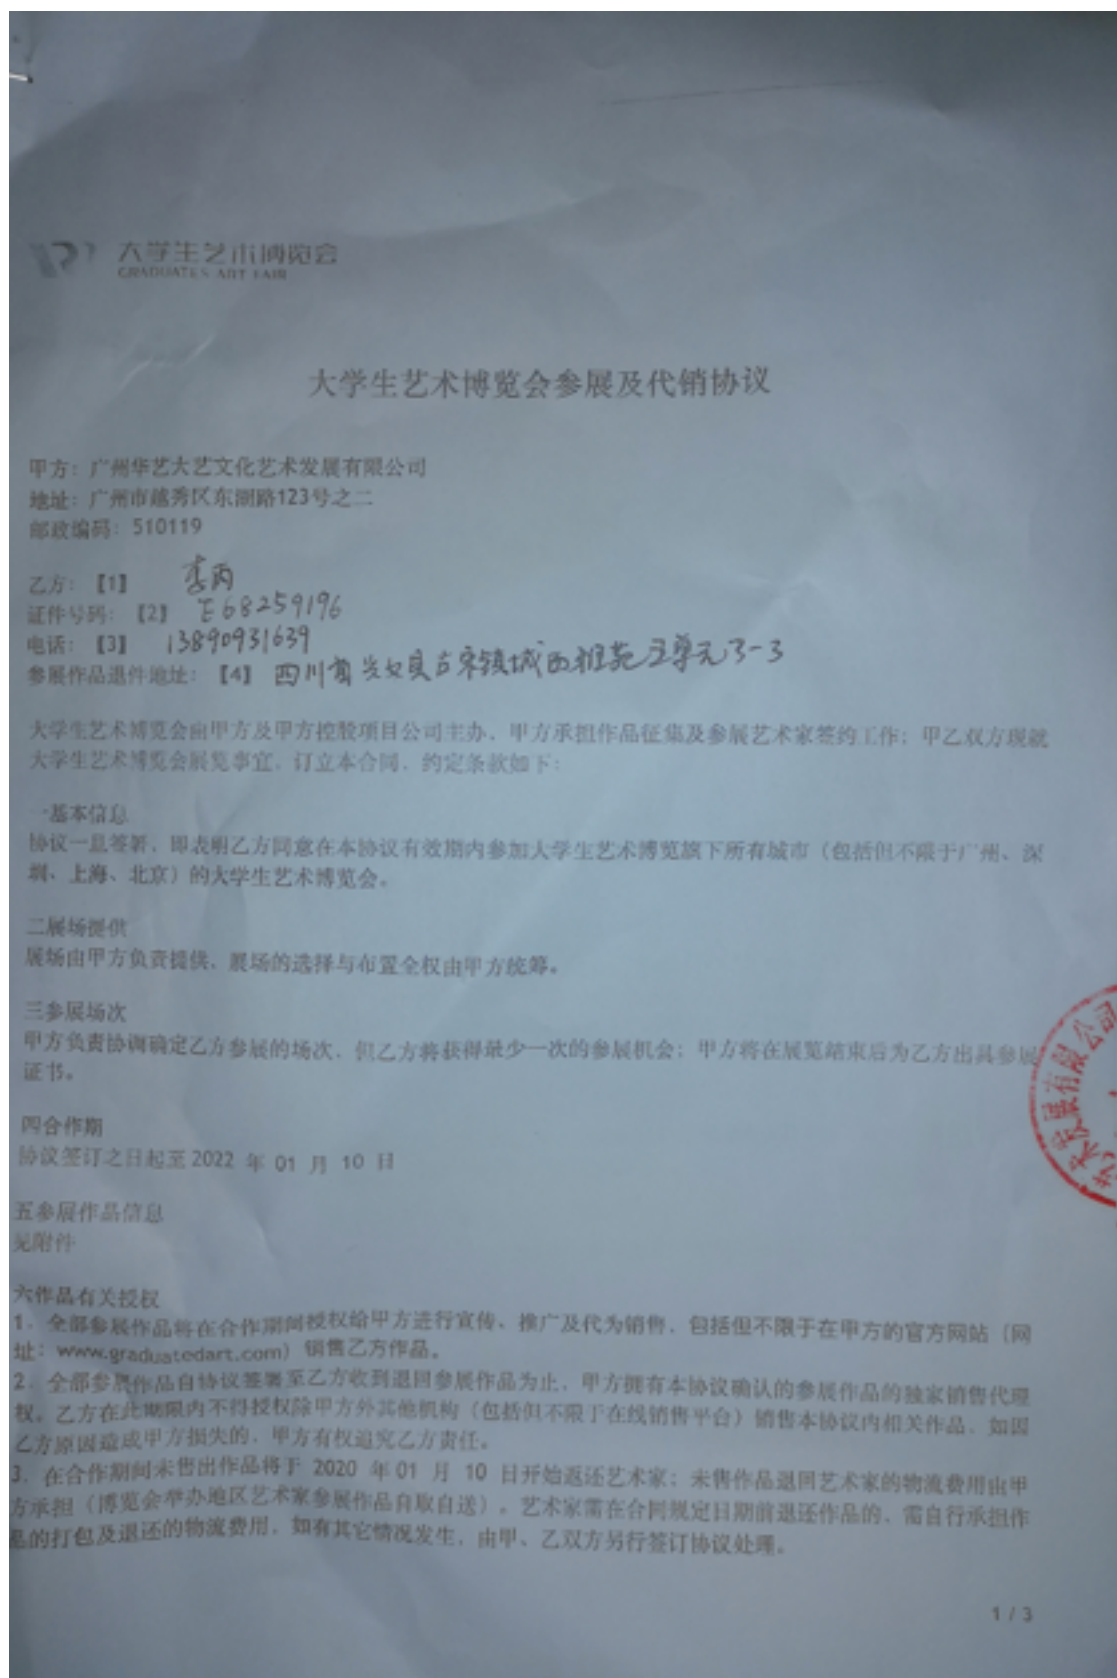 大学生艺术博览会
GRADUATES ART FAIR
大学生艺术博览会参展及代销协议
甲方：广州华艺大艺文化艺术发展有限公司
地址：广州市越秀区东湖路123号之二
邮政编码：510119
乙方：【1】 李丙
证件号码：【2】 E68259196
电话：【3】 13890931639
参展作品退件地址：【4】 四川省兴文县古宋镇城西雅苑 单元3-3
大学生艺术博览会由甲方及甲方控股项目公司主办，甲方承担作品征集及参展艺术家签约工作；甲乙双方现就
大学生艺术博览会展览事宜，订立本合同，约定条款如下：
一基本信息
协议一旦签署，即表明乙方同意在本协议有效期内参加大学生艺术博览旗下所有城市（包括但不限于广州、深
圳、上海、北京）的大学生艺术博览会。
二展场提供
展场由甲方负责提供，展场的选择与布置全权由甲方统筹。
三参展场次
甲方负责协调确定乙方参展的场次，但乙方将获得最少一次的参展机会；甲方将在展览结束后为乙方出具参展
证书。
四合作期
协议签订之日起至 2022 年 01 月 10 日
五参展作品信息
见附件
六作品有关授权
1．全部参展作品将在合作期间授权给甲方进行宣传、推广及代为销售，包括但不限于在甲方的官方网站（网
址：www.graduatedart.com）销售乙方作品。
2．全部参展作品自协议签署至乙方收到退回参展作品为止，甲方拥有本协议确认的参展作品的独家销售代理
权，乙方在此期限内不得授权除甲方外其他机构（包括但不限于在线销售平台）销售本协议内相关作品，如因
乙方原因造成甲方损失的，甲方有权追究乙方责任。
3．在合作期间未售出作品将于 2020 年 01 月 10 日开始返还艺术家；未售作品退回艺术家的物流费用由甲
方承担（博览会举办地区艺术家参展作品自取自送）。艺术家需在合同规定日期前退还作品的，需自行承担作
品的打包及退还的物流费用，如有其它情况发生，由甲、乙双方另行签订协议处理。
艺术发展有限公司
1 / 3